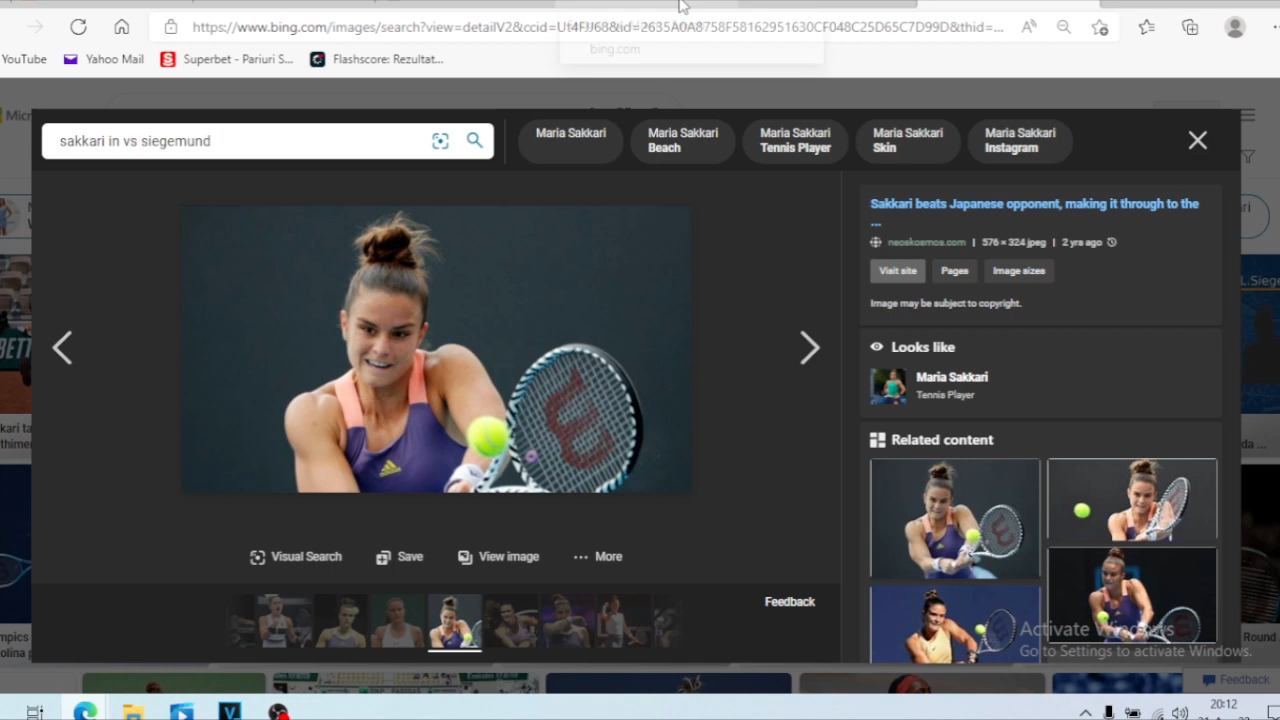 https://www.bing.com/images/search?view=detailV2&ccid=Uf4FJJ68&id=2635A0A8758F58162951630CF048C25D65C7D99D&thid=...
bing.com
YouTube
Yahoo Mail
Superbet - Pariuri S...
Flashscore: Rezultat...
sakkari in vs siegemund
Maria Sakkari
Maria Sakkari
Beach
Maria Sakkari
Tennis Player
Maria Sakkari
Skin
Maria Sakkari
Instagram
Sakkari beats Japanese opponent, making it through to the
...
neoskosmos.com | 576 × 324 jpeg | 2 yrs ago
Visit site
Pages
Image sizes
Image may be subject to copyright.
Looks like
Maria Sakkari
Tennis Player
Related content
Visual Search
Save
View image
More
Feedback
Activate Windows
Go to Settings to activate Windows.
Feedback
20:12